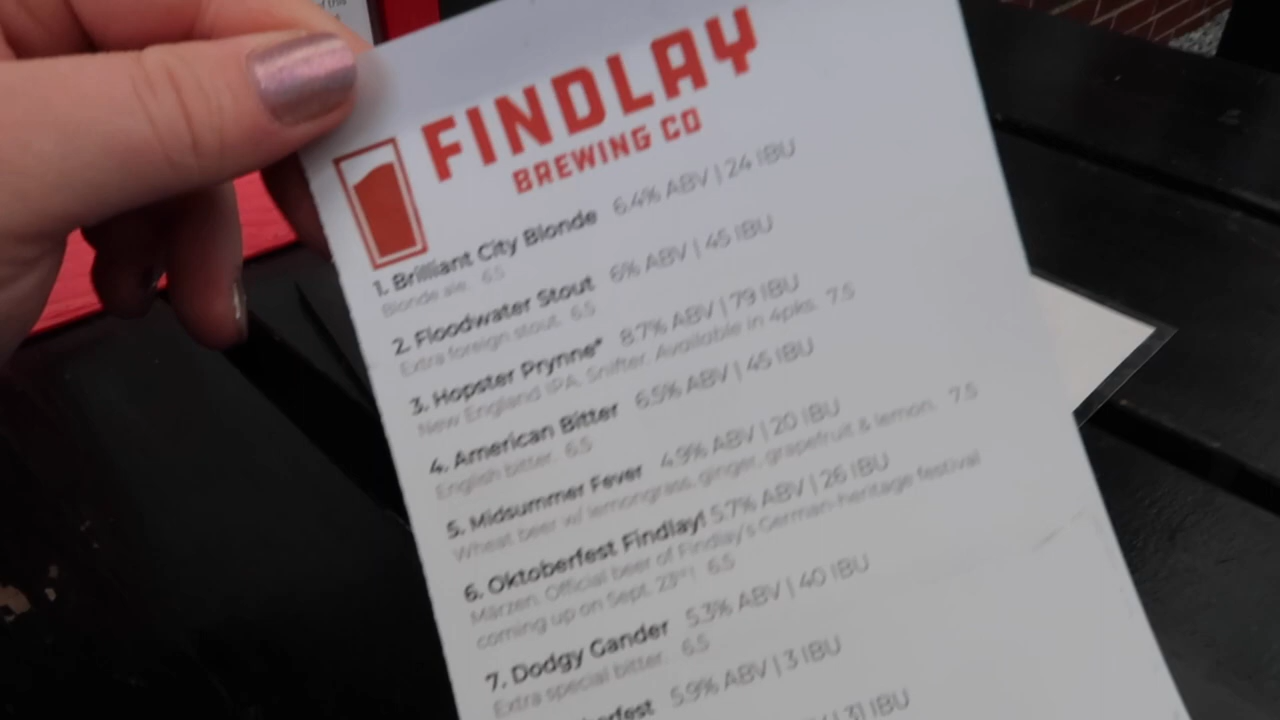 FINDLAY
BREWING CO
1. Brilliant City Blonde 6.4% ABV | 24 IBU
Blonde ale. 6.5
2. Floodwater Stout 6% ABV | 45 IBU
Extra foreign stout. 6.5
3. Hopster Prynne* 8.7% ABV | 79 IBU
New England IPA. Snifter. Available in 4pks. 7.5
4. American Bitter 6.5% ABV | 45 IBU
English bitter. 6.5
5. Midsummer Fever 4.9% ABV | 20 IBU
Wheat beer w/ lemongrass, ginger, grapefruit & lemon. 7.5
6. Oktoberfest Findlay! 5.7% ABV | 26 IBU
Märzen. Official beer of Findlay's German-heritage festival
coming up on Sept. 23rd! 6.5
7. Dodgy Gander 5.3% ABV | 40 IBU
Extra special bitter. 6.5
5.9% ABV | 3 IBU
| 31 IBU